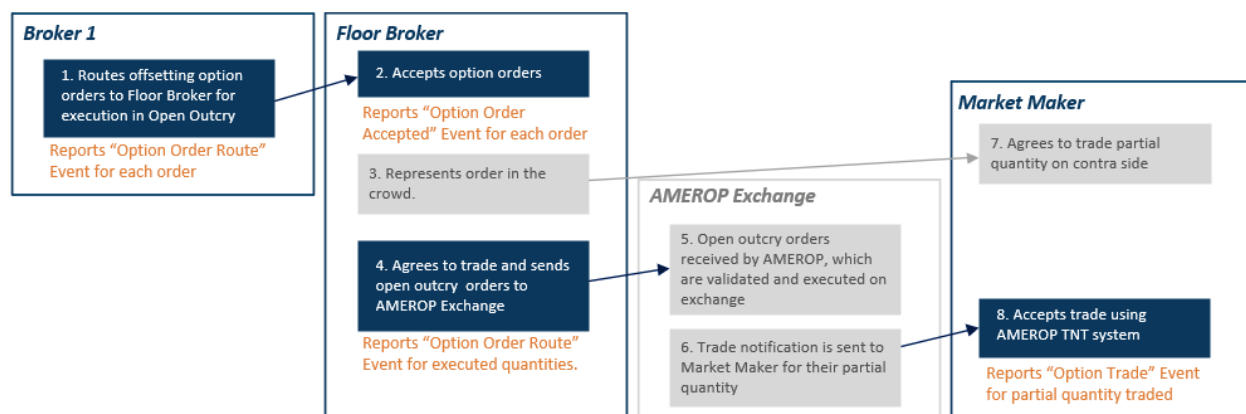 Broker 1
1. Routes offsetting option
orders to Floor Broker for
execution in Open Outcry
Reports “Option Order Route”
Event for each order
Floor Broker
2. Accepts option orders
Reports “Option Order
Accepted” Event for each order
3. Represents order in the
crowd.
4. Agrees to trade and sends
open outcry orders to
AMEROP Exchange
Reports “Option Order Route”
Event for executed quantities.
AMEROP Exchange
5. Open outcry orders
received by AMEROP, which
are validated and executed on
exchange
6. Trade notification is sent to
Market Maker for their partial
quantity
Market Maker
7. Agrees to trade partial
quantity on contra side
8. Accepts trade using
AMEROP TNT system
Reports “Option Trade” Event
for partial quantity traded